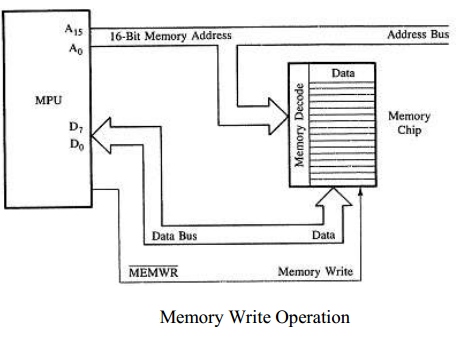 A15
16-Bit Memory Address
Address Bus
A0
MPU
D7
D0
Memory Decode
Data
Memory
Chip
Data Bus
Data
MEMWR
Memory Write
Memory Write Operation